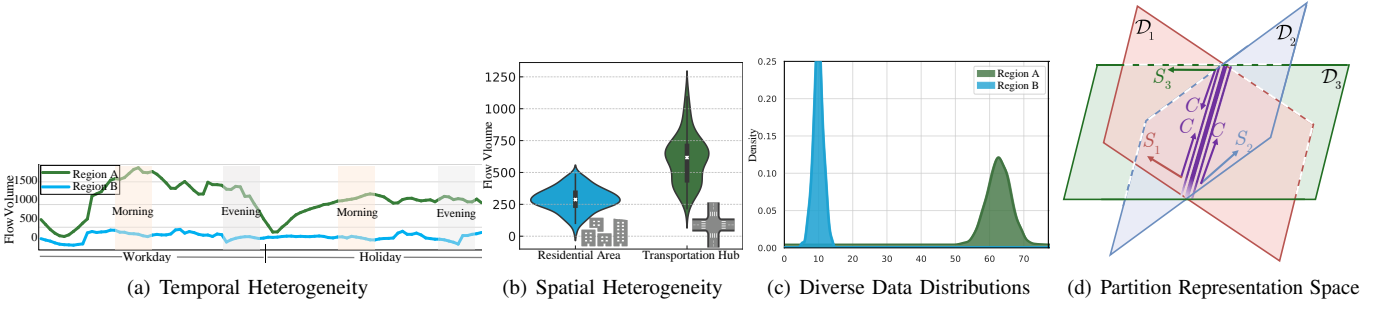 Flow Volume
1500
1000
500
0
Region A
Region B
Morning
Evening
Morning
Evening
Workday
Holiday
(a) Temporal Heterogeneity
Flow Vloume
1250
1000
750
500
250
0
Residential Area
Transportation Hub
(b) Spatial Heterogeneity
Density
0.25
0.20
0.15
0.10
0.05
0.00
0 10 20 30 40 50 60 70
Region A
Region B
(c) Diverse Data Distributions
𝒟1
𝒟2
𝒟3
S3
C
C
C
S1
S2
(d) Partition Representation Space